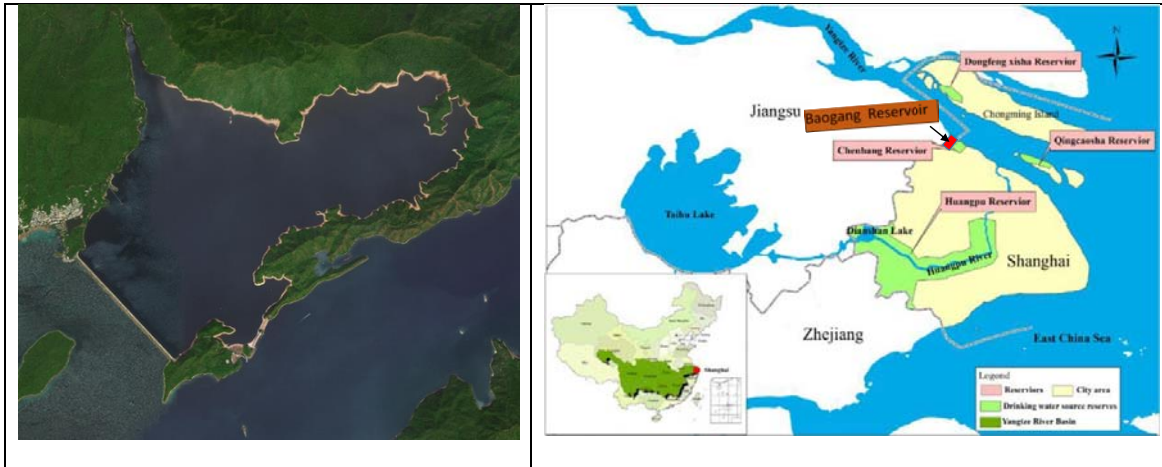 N
Yangtze River
Dongfeng xisha Reservior
Jiangsu
Chongming Island
Baogang Reservoir
Qingcaosha Reservior
Chenhang Reservior
Huangpu Reservior
Taihu Lake
Dianshan Lake
Huangpu River
Shanghai
Zhejiang
East China Sea
Shanghai
Legend
Reserviors
City area
Drinking water source reserves
Yangtze River Basin